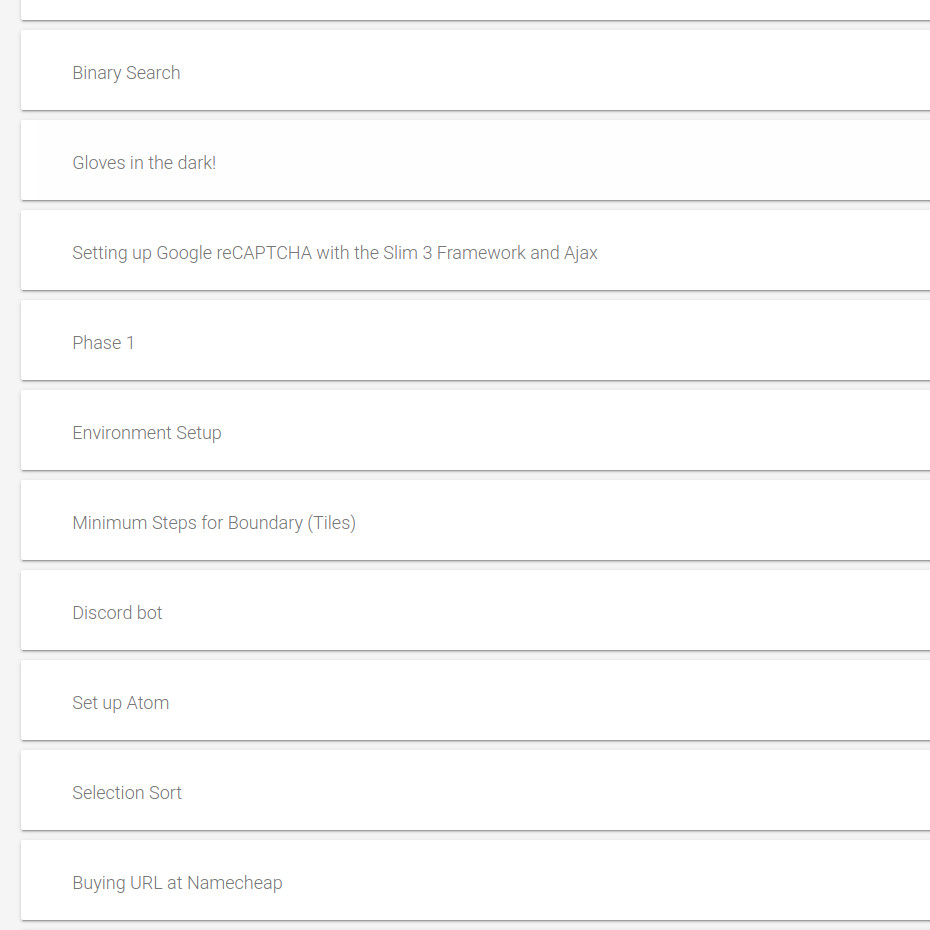 Binary Search
Gloves in the dark!
Setting up Google reCAPTCHA with the Slim 3 Framework and Ajax
Phase 1
Environment Setup
Minimum Steps for Boundary (Tiles)
Discord bot
Set up Atom
Selection Sort
Buying URL at Namecheap